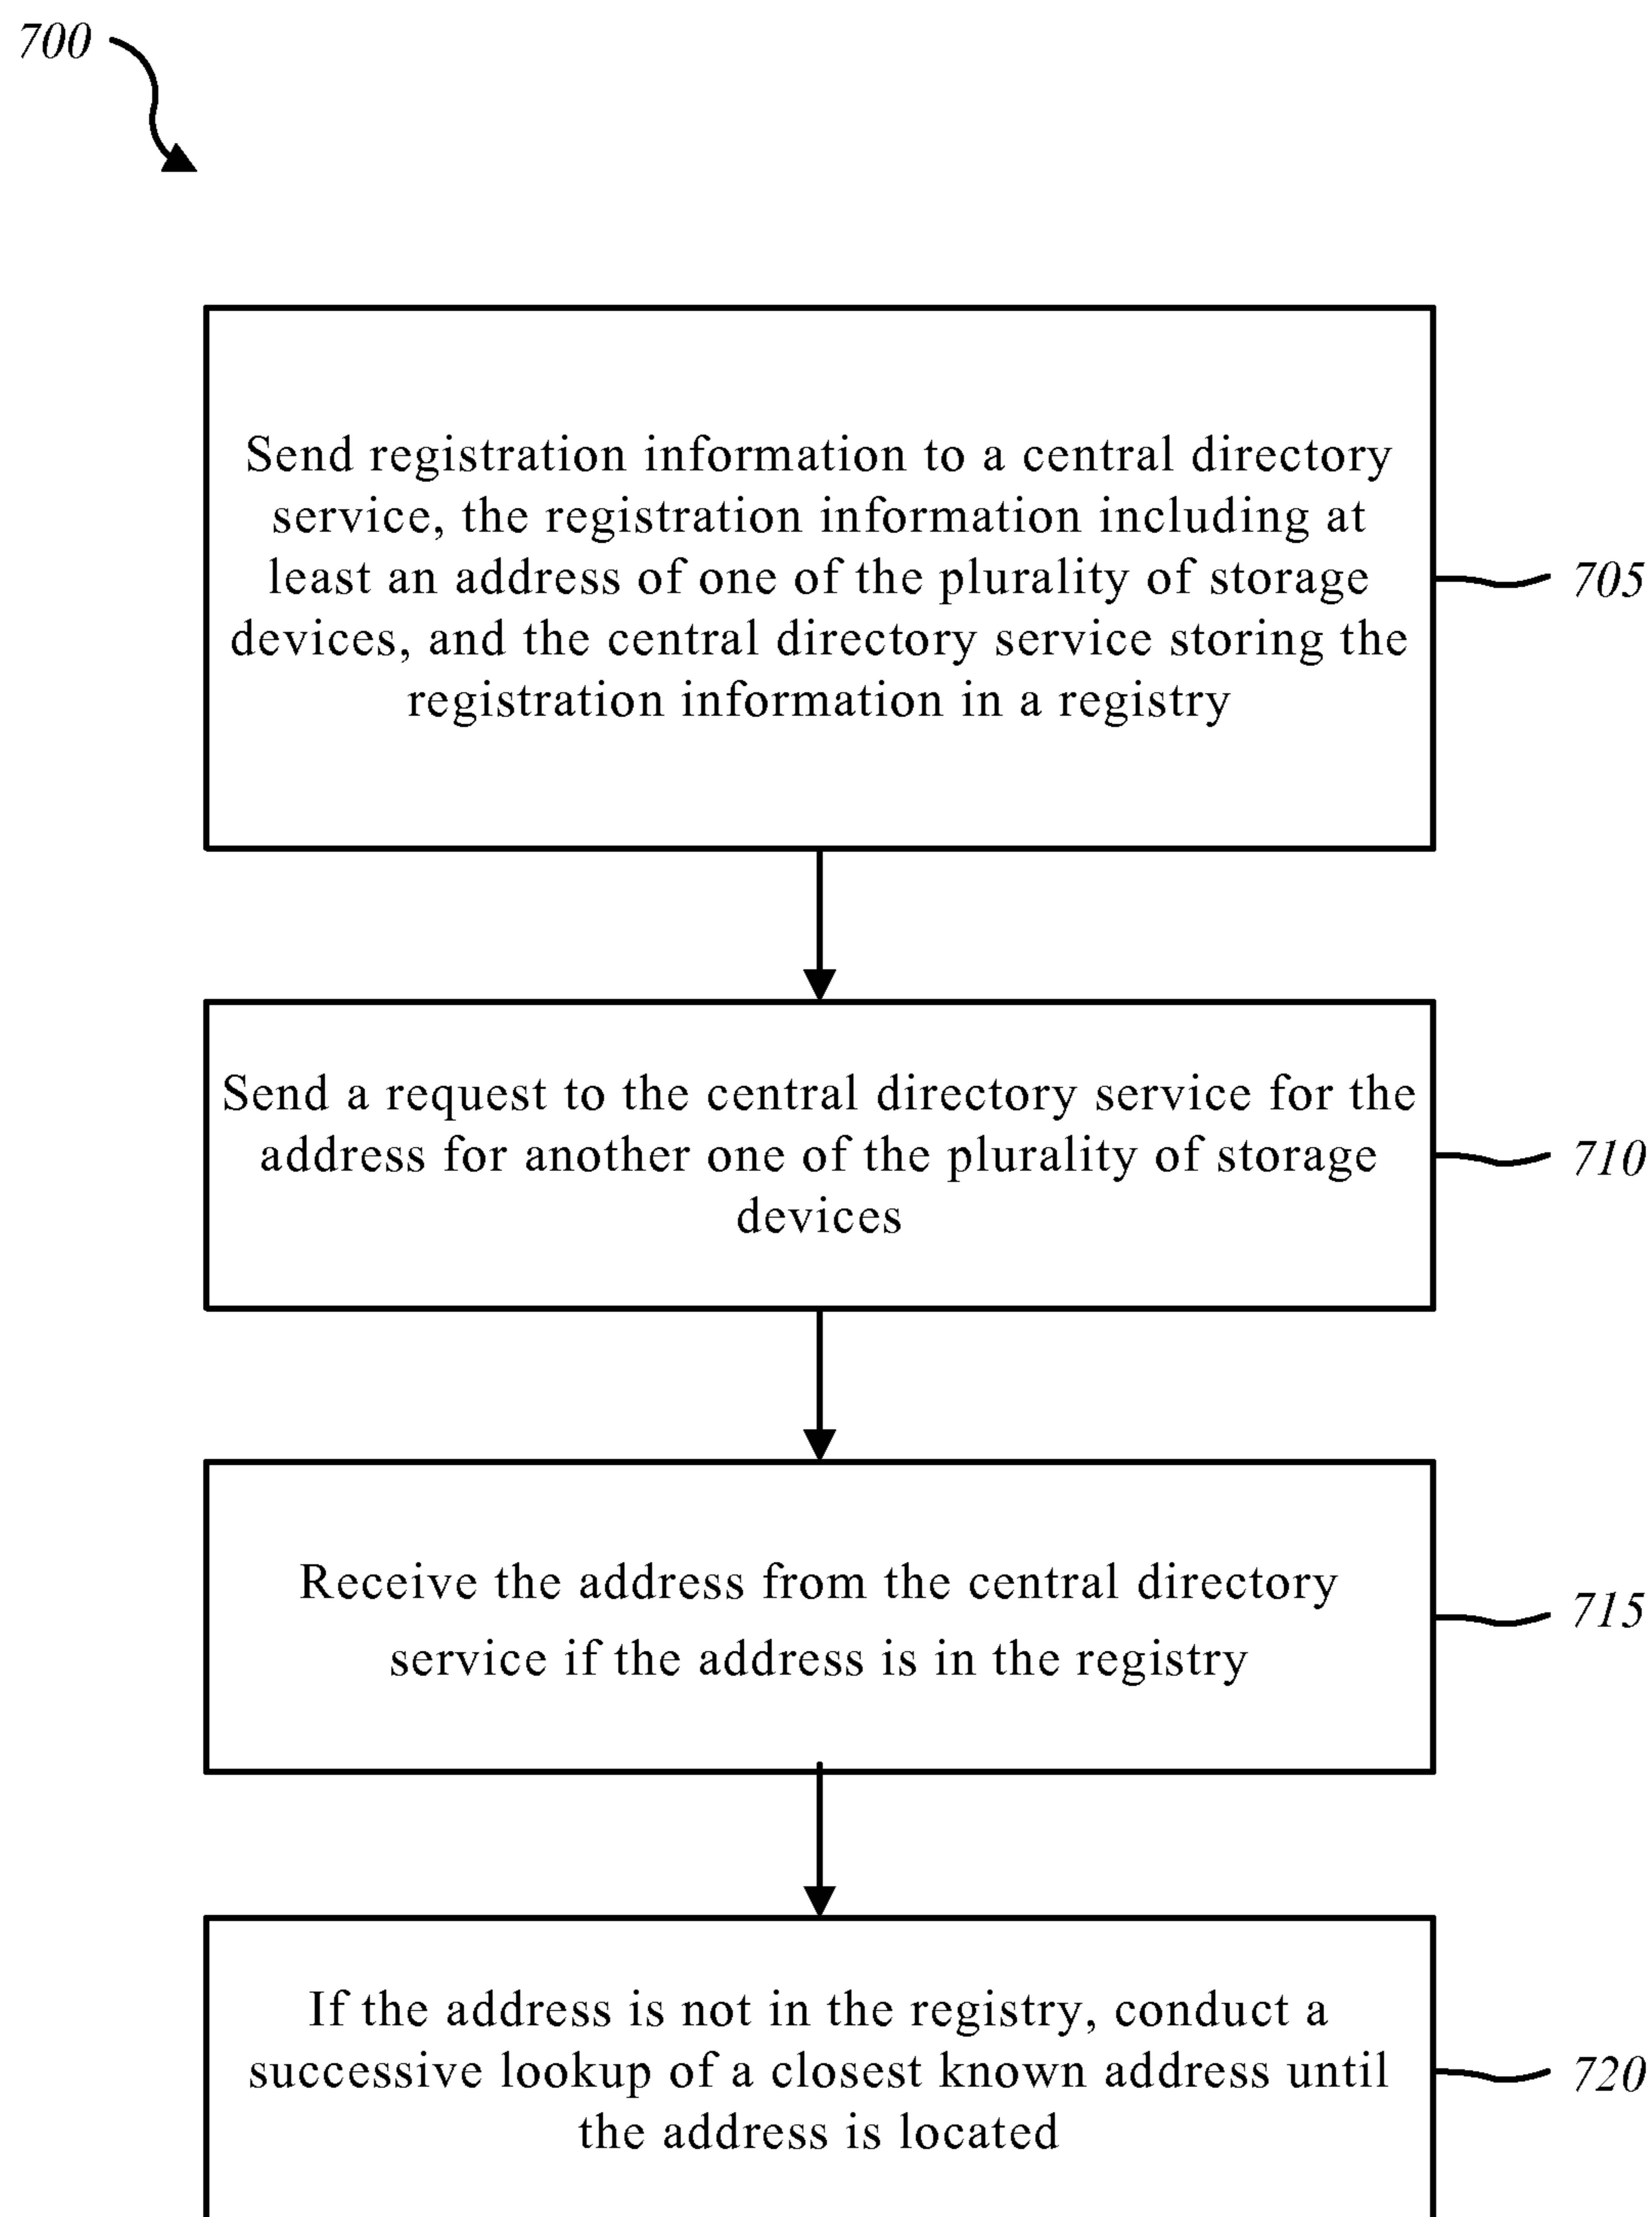 700
Send registration information to a central directory
service, the registration information including at
least an address of one of the plurality of storage
devices, and the central directory service storing the
registration information in a registry
705
Send a request to the central directory service for the
address for another one of the plurality of storage
devices
710
Receive the address from the central directory
service if the address is in the registry
715
If the address is not in the registry, conduct a
successive lookup of a closest known address until
the address is located
720